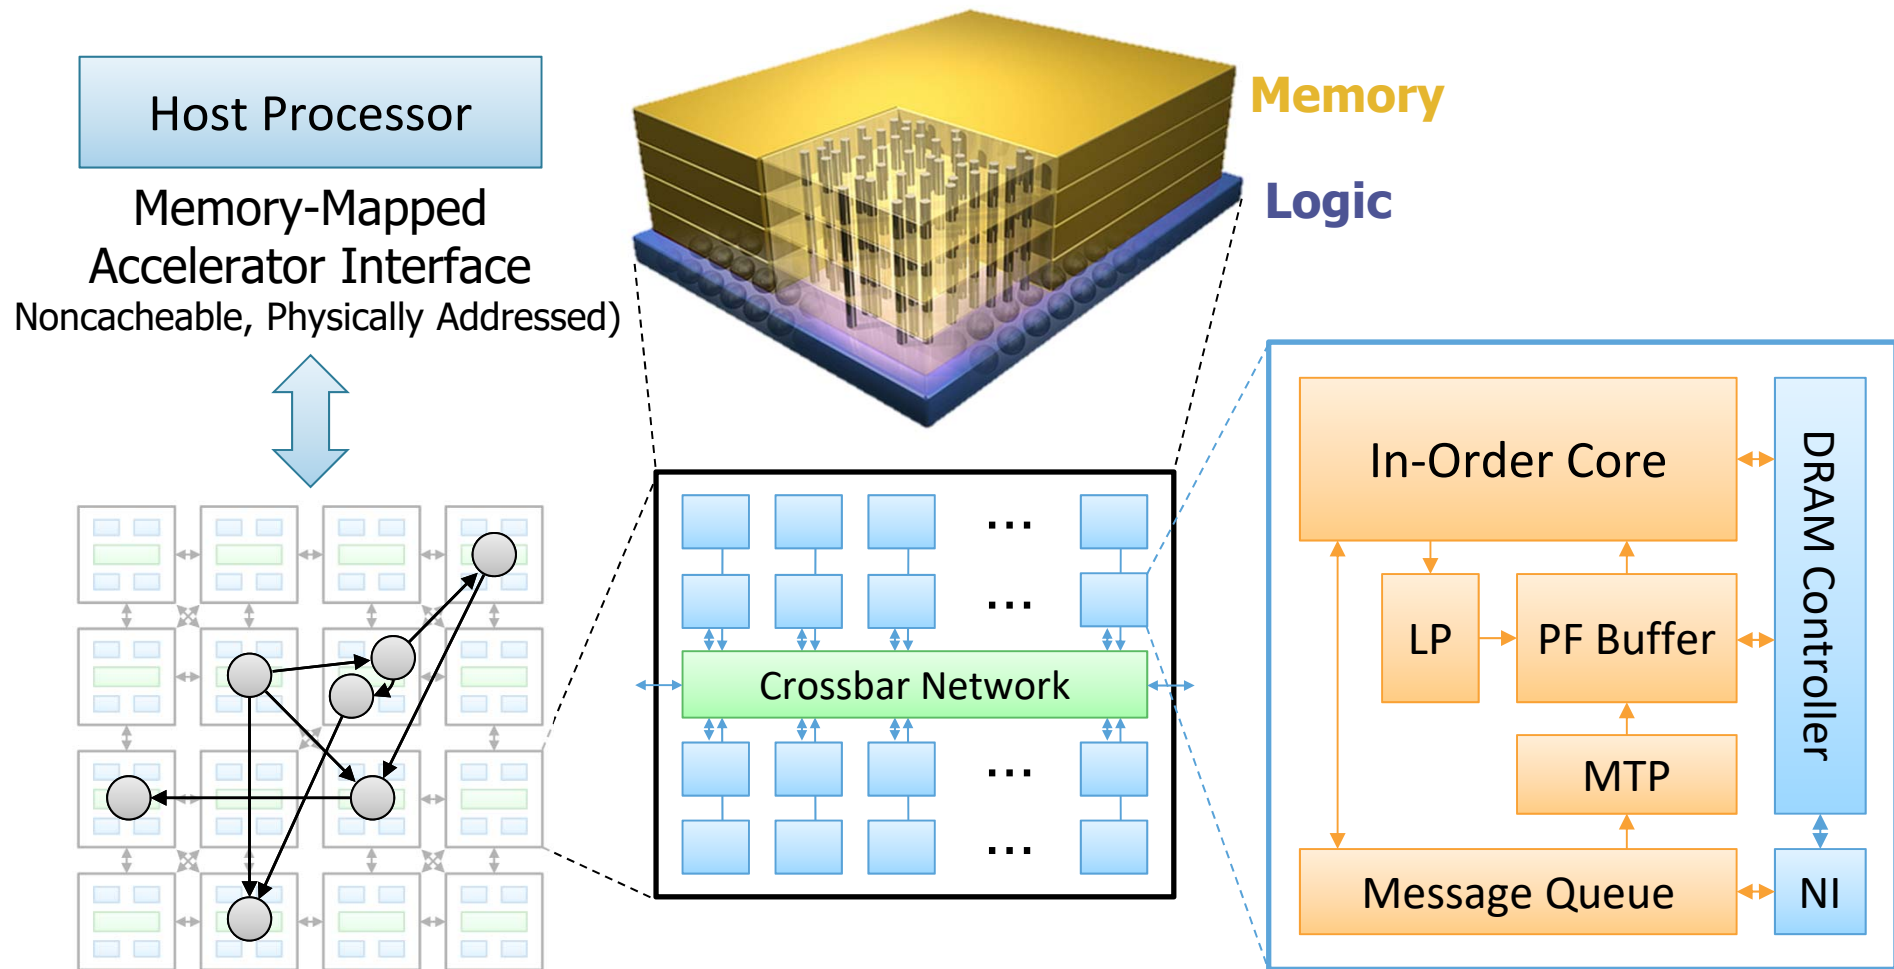 Host Processor
Memory-Mapped
Accelerator Interface
Noncacheable, Physically Addressed)
Memory
Logic
...
...
Crossbar Network
...
...
In-Order Core
DRAM Controller
LP
PF Buffer
MTP
Message Queue
NI